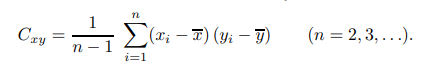 $C_{xy} = \frac{1}{n-1} \sum_{i=1}^{n} (x_i - \overline{x}) (y_i - \overline{y}) \qquad (n = 2, 3, \ldots).$